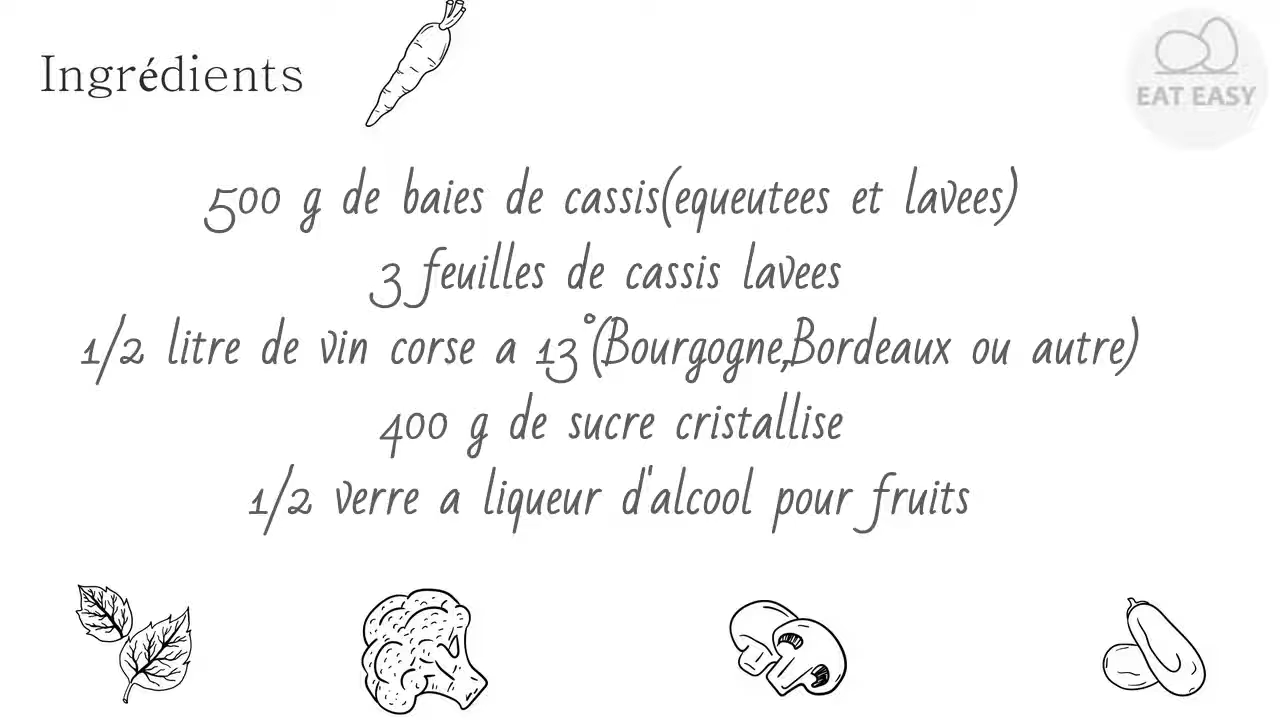 Ingrédients
EAT EASY
500 g de baies de cassis(equeutees et lavees)
3 feuilles de cassis lavees
1/2 litre de vin corse a 13°(Bourgogne,Bordeaux ou autre)
400 g de sucre cristallise
1/2 verre a liqueur d'alcool pour fruits